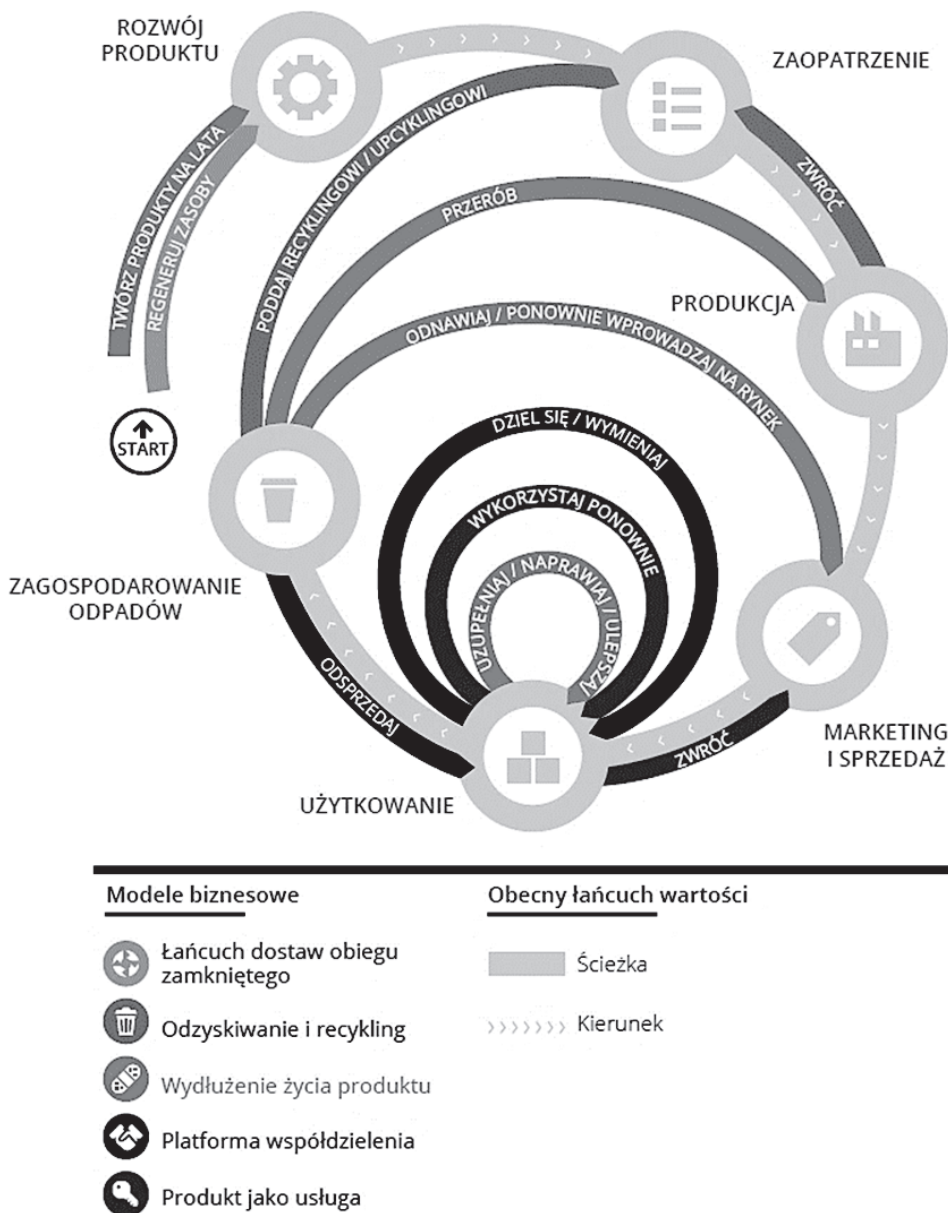 ROZWÓJ
PRODUKTU
ZAOPATRZENIE
TWÓRZ PRODUKTY NA LATA
REGENERUJ ZASOBY
PODDAJ RECYKLINGOWI / UPCYKLINGOWI
ZWRÓĆ
PRZERÓB
PRODUKCJA
ODNAWIAJ / PONOWNIE WPROWADZAJ NA RYNEK
START
DZIEL SIĘ / WYMIENIAJ
WYKORZYSTAJ PONOWNIE
UZUPEŁNIAJ / NAPRAWIAJ / ULEPSZAJ
ZAGOSPODAROWANIE
ODPADÓW
ODSPRZEDAJ
ZWRÓĆ
MARKETING
I SPRZEDAŻ
UŻYTKOWANIE
Modele biznesowe
Łańcuch dostaw obiegu
zamkniętego
Odzyskiwanie i recykling
Wydłużenie życia produktu
Platforma współdzielenia
Produkt jako usługa
Obecny łańcuch wartości
Ścieżka
Kierunek